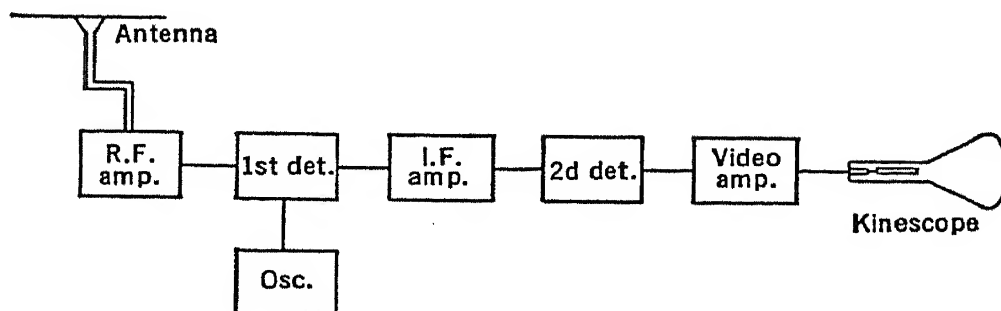 Antenna
R.F.
amp.
1st det.
I.F.
amp.
2d det.
Video
amp.
Kinescope
Osc.